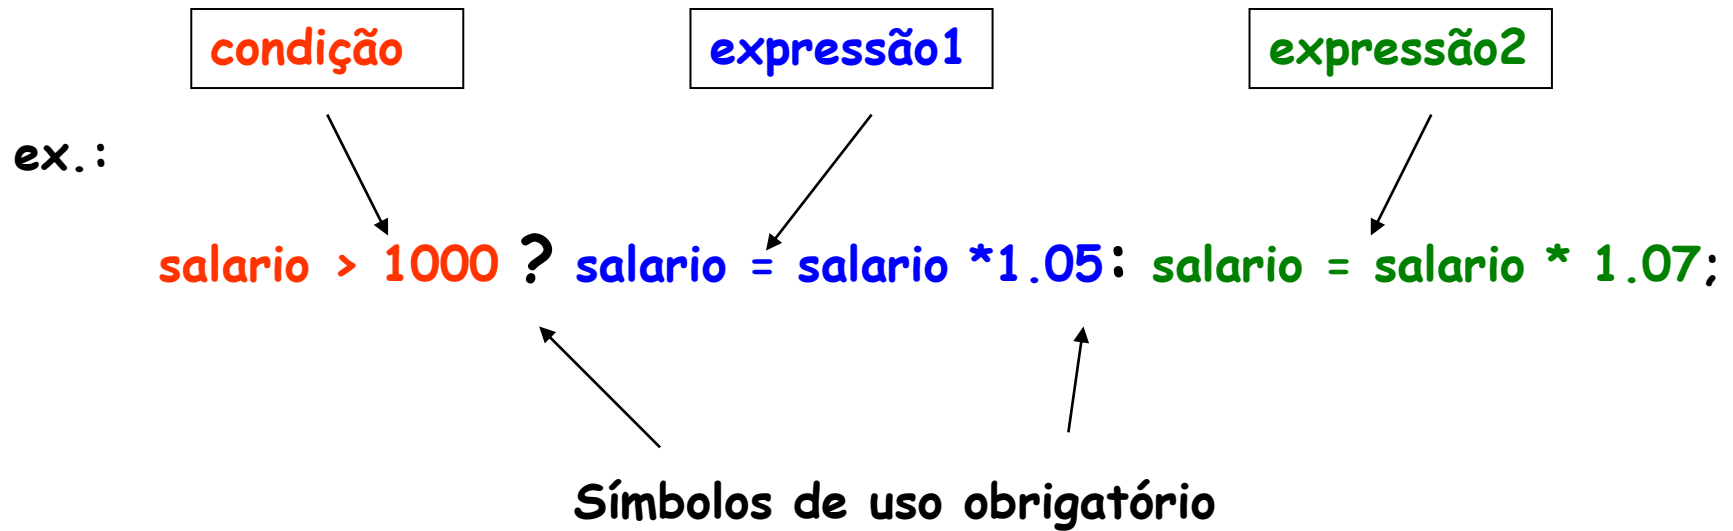 condição expressão1 expressão2
ex.:
salario > 1000 ? salario = salario *1.05: salario = salario * 1.07;
Símbolos de uso obrigatório